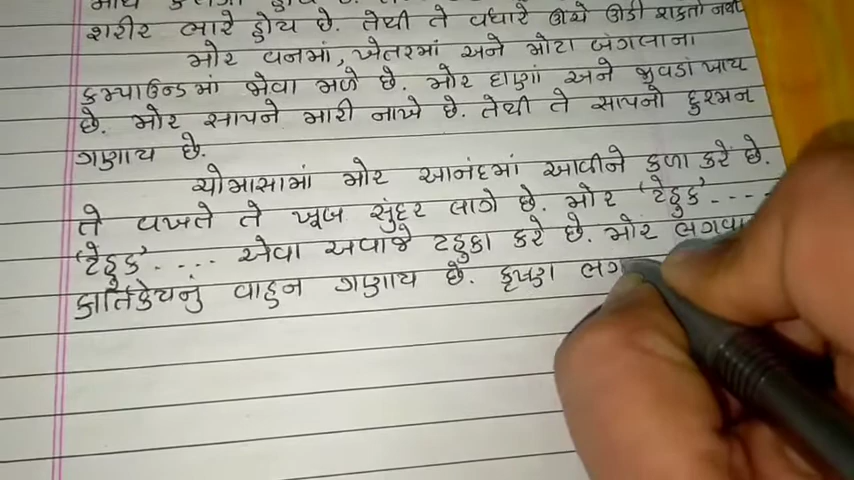 શરીર ભારે હોય છે. તેથી તે વધારે ઊંચે ઊડી શકતો નથી
મોર વનમાં, ખેતરમાં અને મોટા બંગલાના
કમ્પાઉન્ડમાં જોવા મળે છે. મોર દાણાં અને જીવડાં ખાય
છે. મોર સાપને મારી નાખે છે. તેથી તે સાપનો દુશ્મન
ગણાય છે.
ચોમાસામાં મોર આનંદમાં આવીને કળા કરે છે.
તે વખતે તે ખૂબ સુંદર લાગે છે. મોર 'ટેહુક'----
'ટેહુક'.... એવા અવાજે ટહુકા કરે છે. મોર ભગવા
કાર્તિકેયનું વાહન ગણાય છે. કૃષ્ણ ભગ